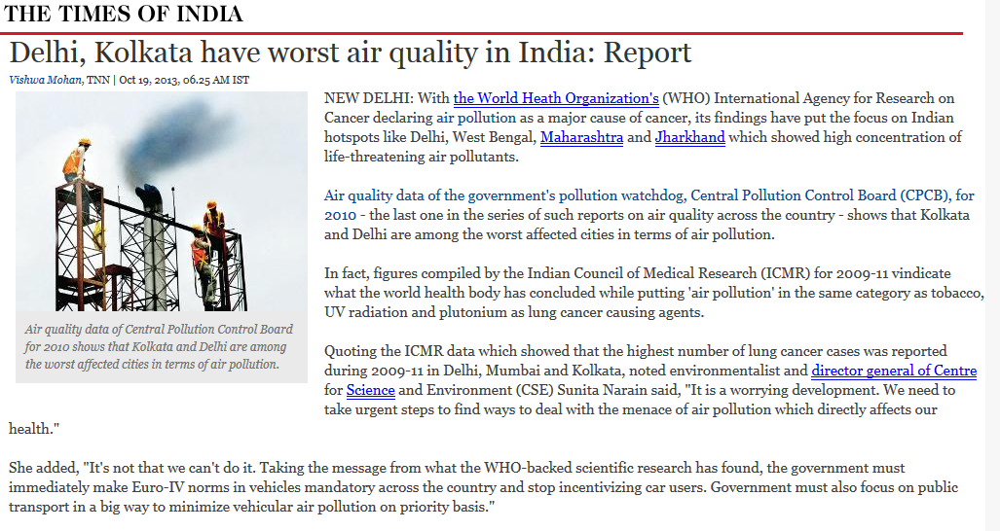 THE TIMES OF INDIA
Delhi, Kolkata have worst air quality in India: Report
Vishwa Mohan, TNN | Oct 19, 2013, 06.25 AM IST
Air quality data of Central Pollution Control Board
for 2010 shows that Kolkata and Delhi are among
the worst affected cities in terms of air pollution.
NEW DELHI: With the World Heath Organization's (WHO) International Agency for Research on
Cancer declaring air pollution as a major cause of cancer, its findings have put the focus on Indian
hotspots like Delhi, West Bengal, Maharashtra and Jharkhand which showed high concentration of
life-threatening air pollutants.
Air quality data of the government's pollution watchdog, Central Pollution Control Board (CPCB), for
2010 - the last one in the series of such reports on air quality across the country - shows that Kolkata
and Delhi are among the worst affected cities in terms of air pollution.
In fact, figures compiled by the Indian Council of Medical Research (ICMR) for 2009-11 vindicate
what the world health body has concluded while putting 'air pollution' in the same category as tobacco,
UV radiation and plutonium as lung cancer causing agents.
Quoting the ICMR data which showed that the highest number of lung cancer cases was reported
during 2009-11 in Delhi, Mumbai and Kolkata, noted environmentalist and director general of Centre
for Science and Environment (CSE) Sunita Narain said, "It is a worrying development. We need to
take urgent steps to find ways to deal with the menace of air pollution which directly affects our
health."
She added, "It's not that we can't do it. Taking the message from what the WHO-backed scientific research has found, the government must
immediately make Euro-IV norms in vehicles mandatory across the country and stop incentivizing car users. Government must also focus on public
transport in a big way to minimize vehicular air pollution on priority basis."